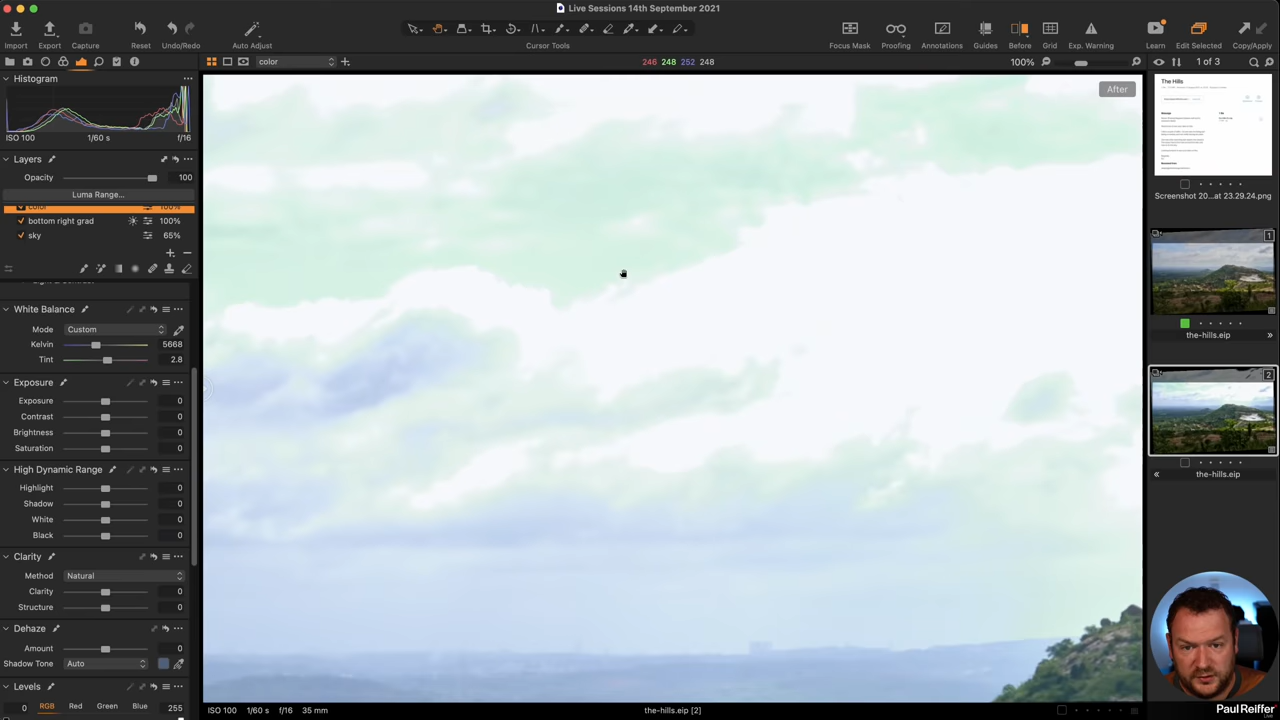 Live Sessions 14th September 2021
Import
Export
Capture
Reset
Undo/Redo
Auto Adjust
Cursor Tools
Focus Mask
Proofing
Annotations
Guides
Before
Grid
Exp. Warning
Learn
Edit Selected
Copy/Apply
color
246 248 252 248
100%
1 of 3
Histogram
ISO 100 1/60 s f/16
Layers
Opacity 100
Luma Range...
color 100%
bottom right grad 100%
sky 65%
White Balance
Mode Custom
Kelvin 5668
Tint 2.8
Exposure
Exposure 0
Contrast 0
Brightness 0
Saturation 0
High Dynamic Range
Highlight 0
Shadow 0
White 0
Black 0
Clarity
Method Natural
Clarity 0
Structure 0
Dehaze
Amount 0
Shadow Tone Auto
Levels
0 RGB Red Green Blue 255
After
ISO 100 1/60 s f/16 35 mm
the-hills.eip [2]
The Hills
Screenshot 20...at 23.29.24.png
1
the-hills.eip
2
the-hills.eip
PaulReiffer
Live